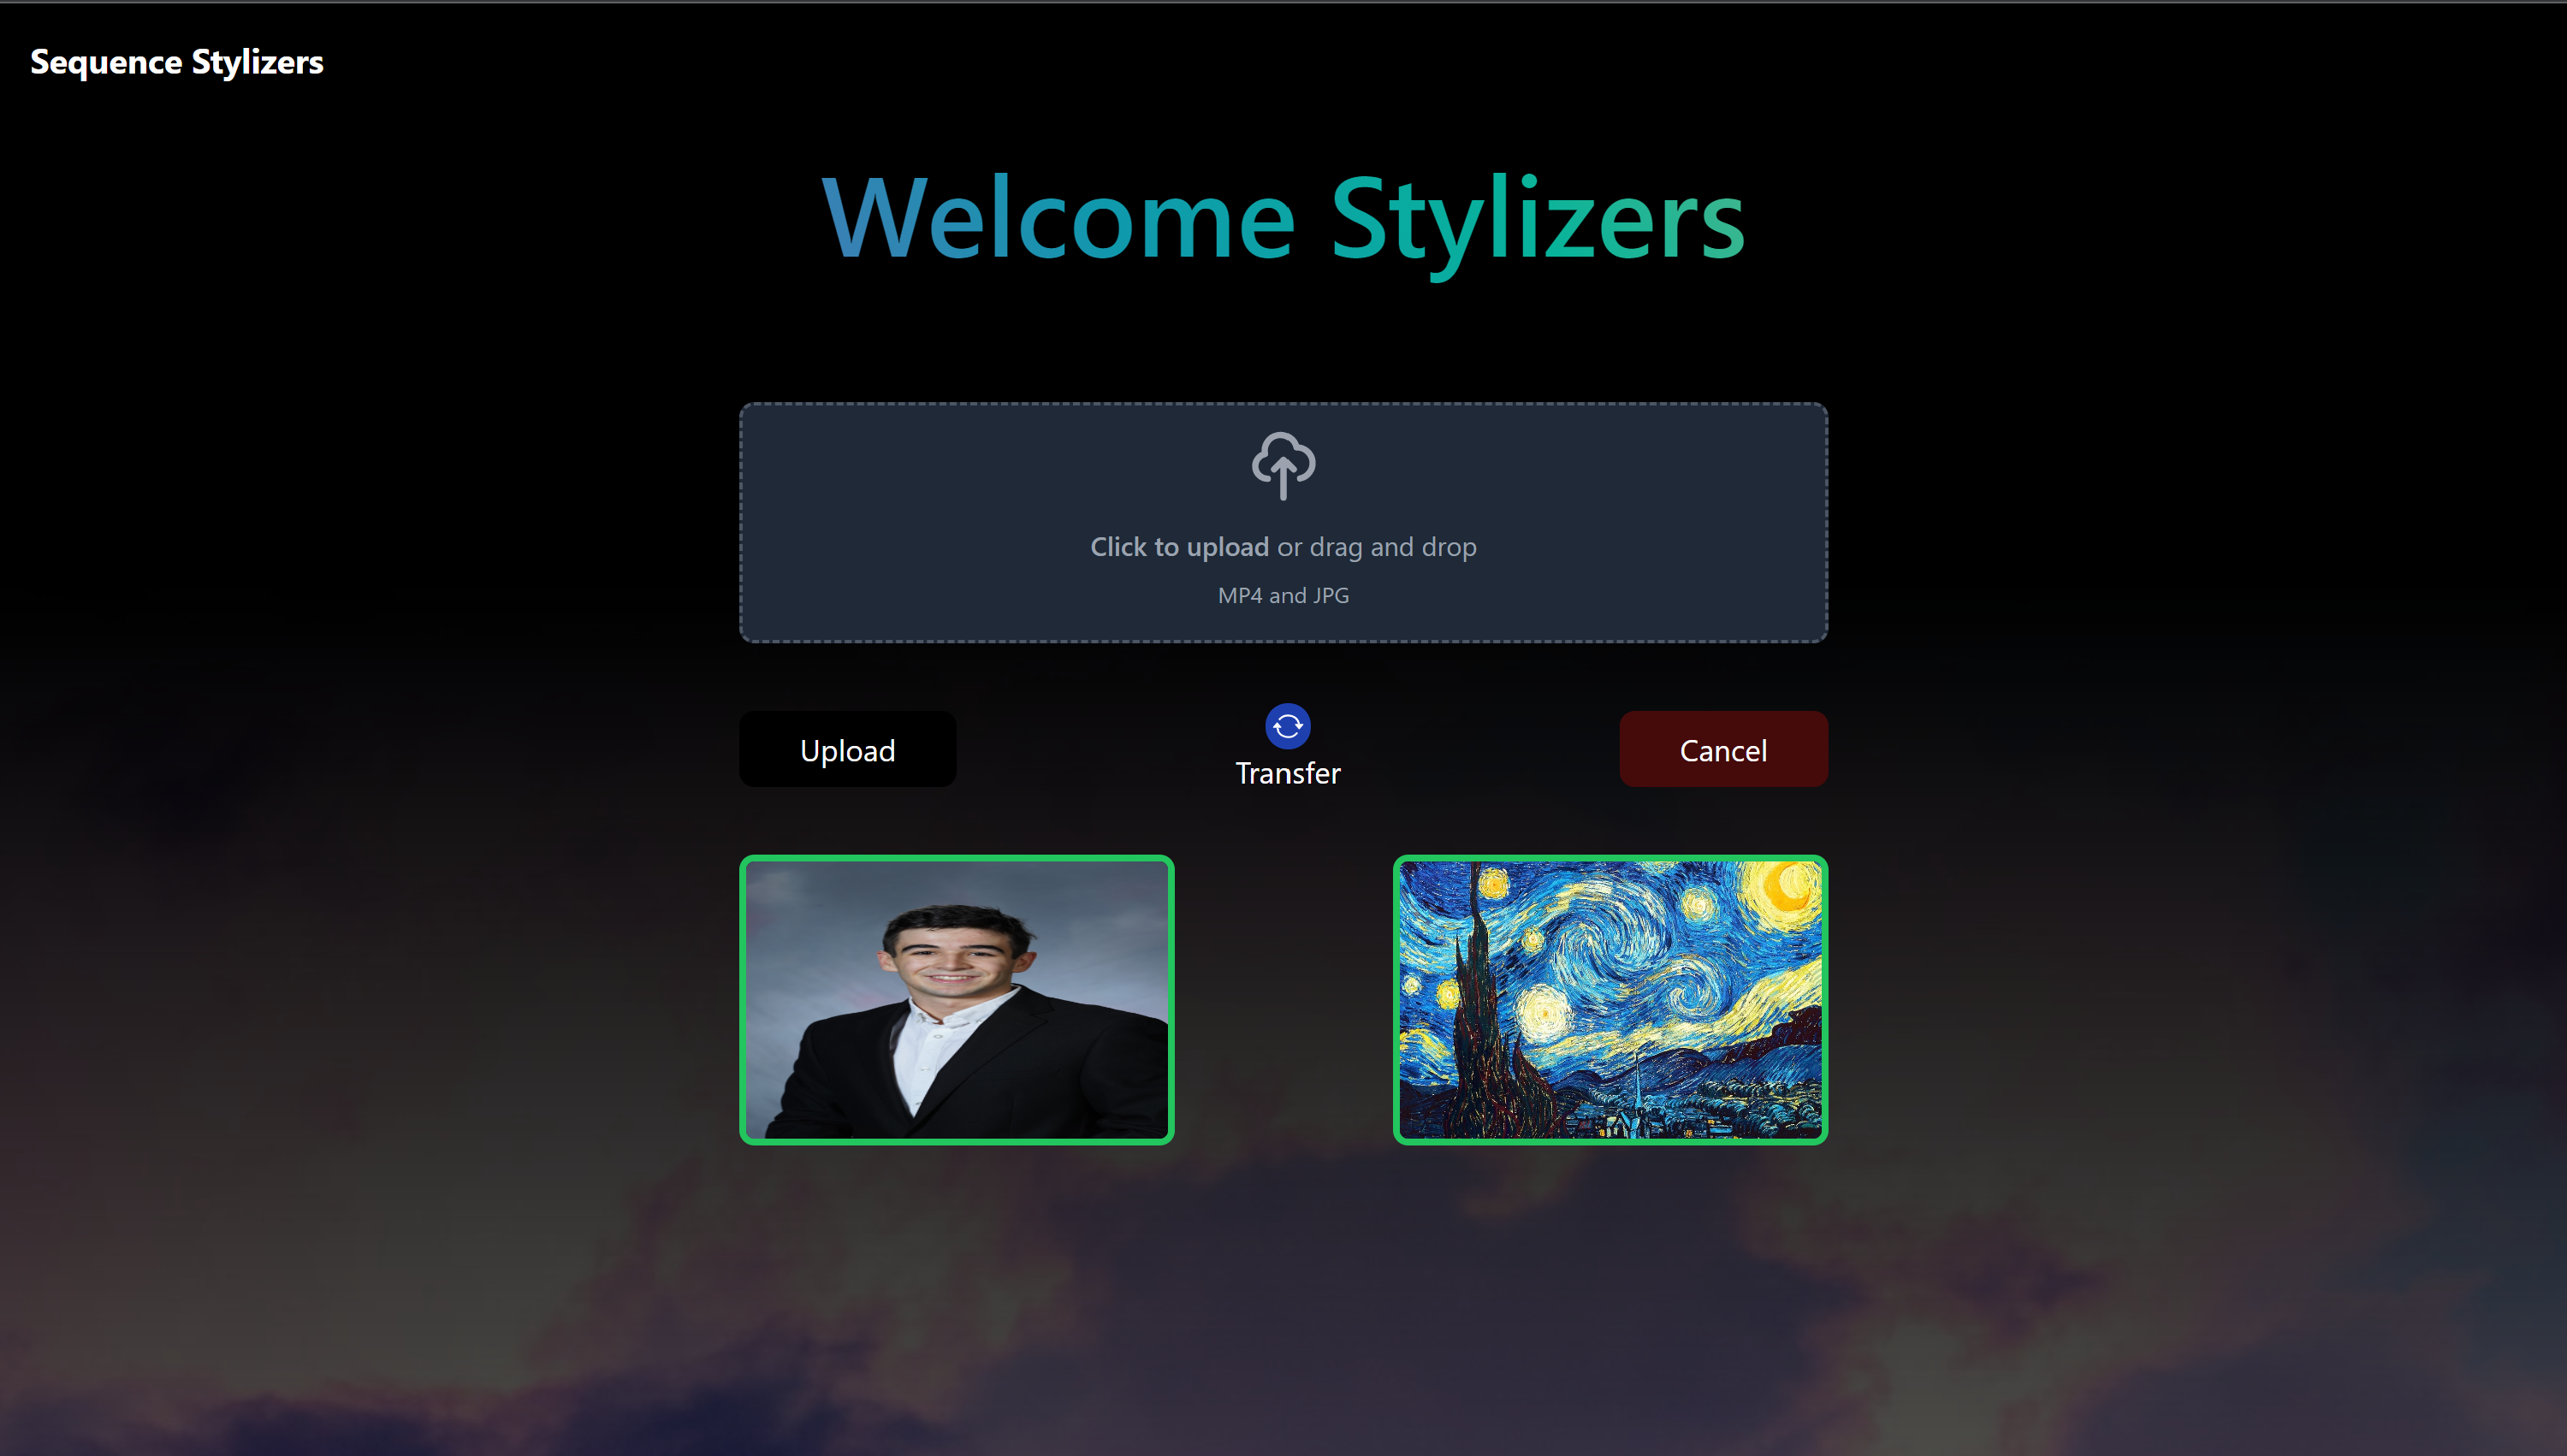 Sequence Stylizers
Welcome Stylizers
Click to upload or drag and drop
MP4 and JPG
Upload
Transfer
Cancel